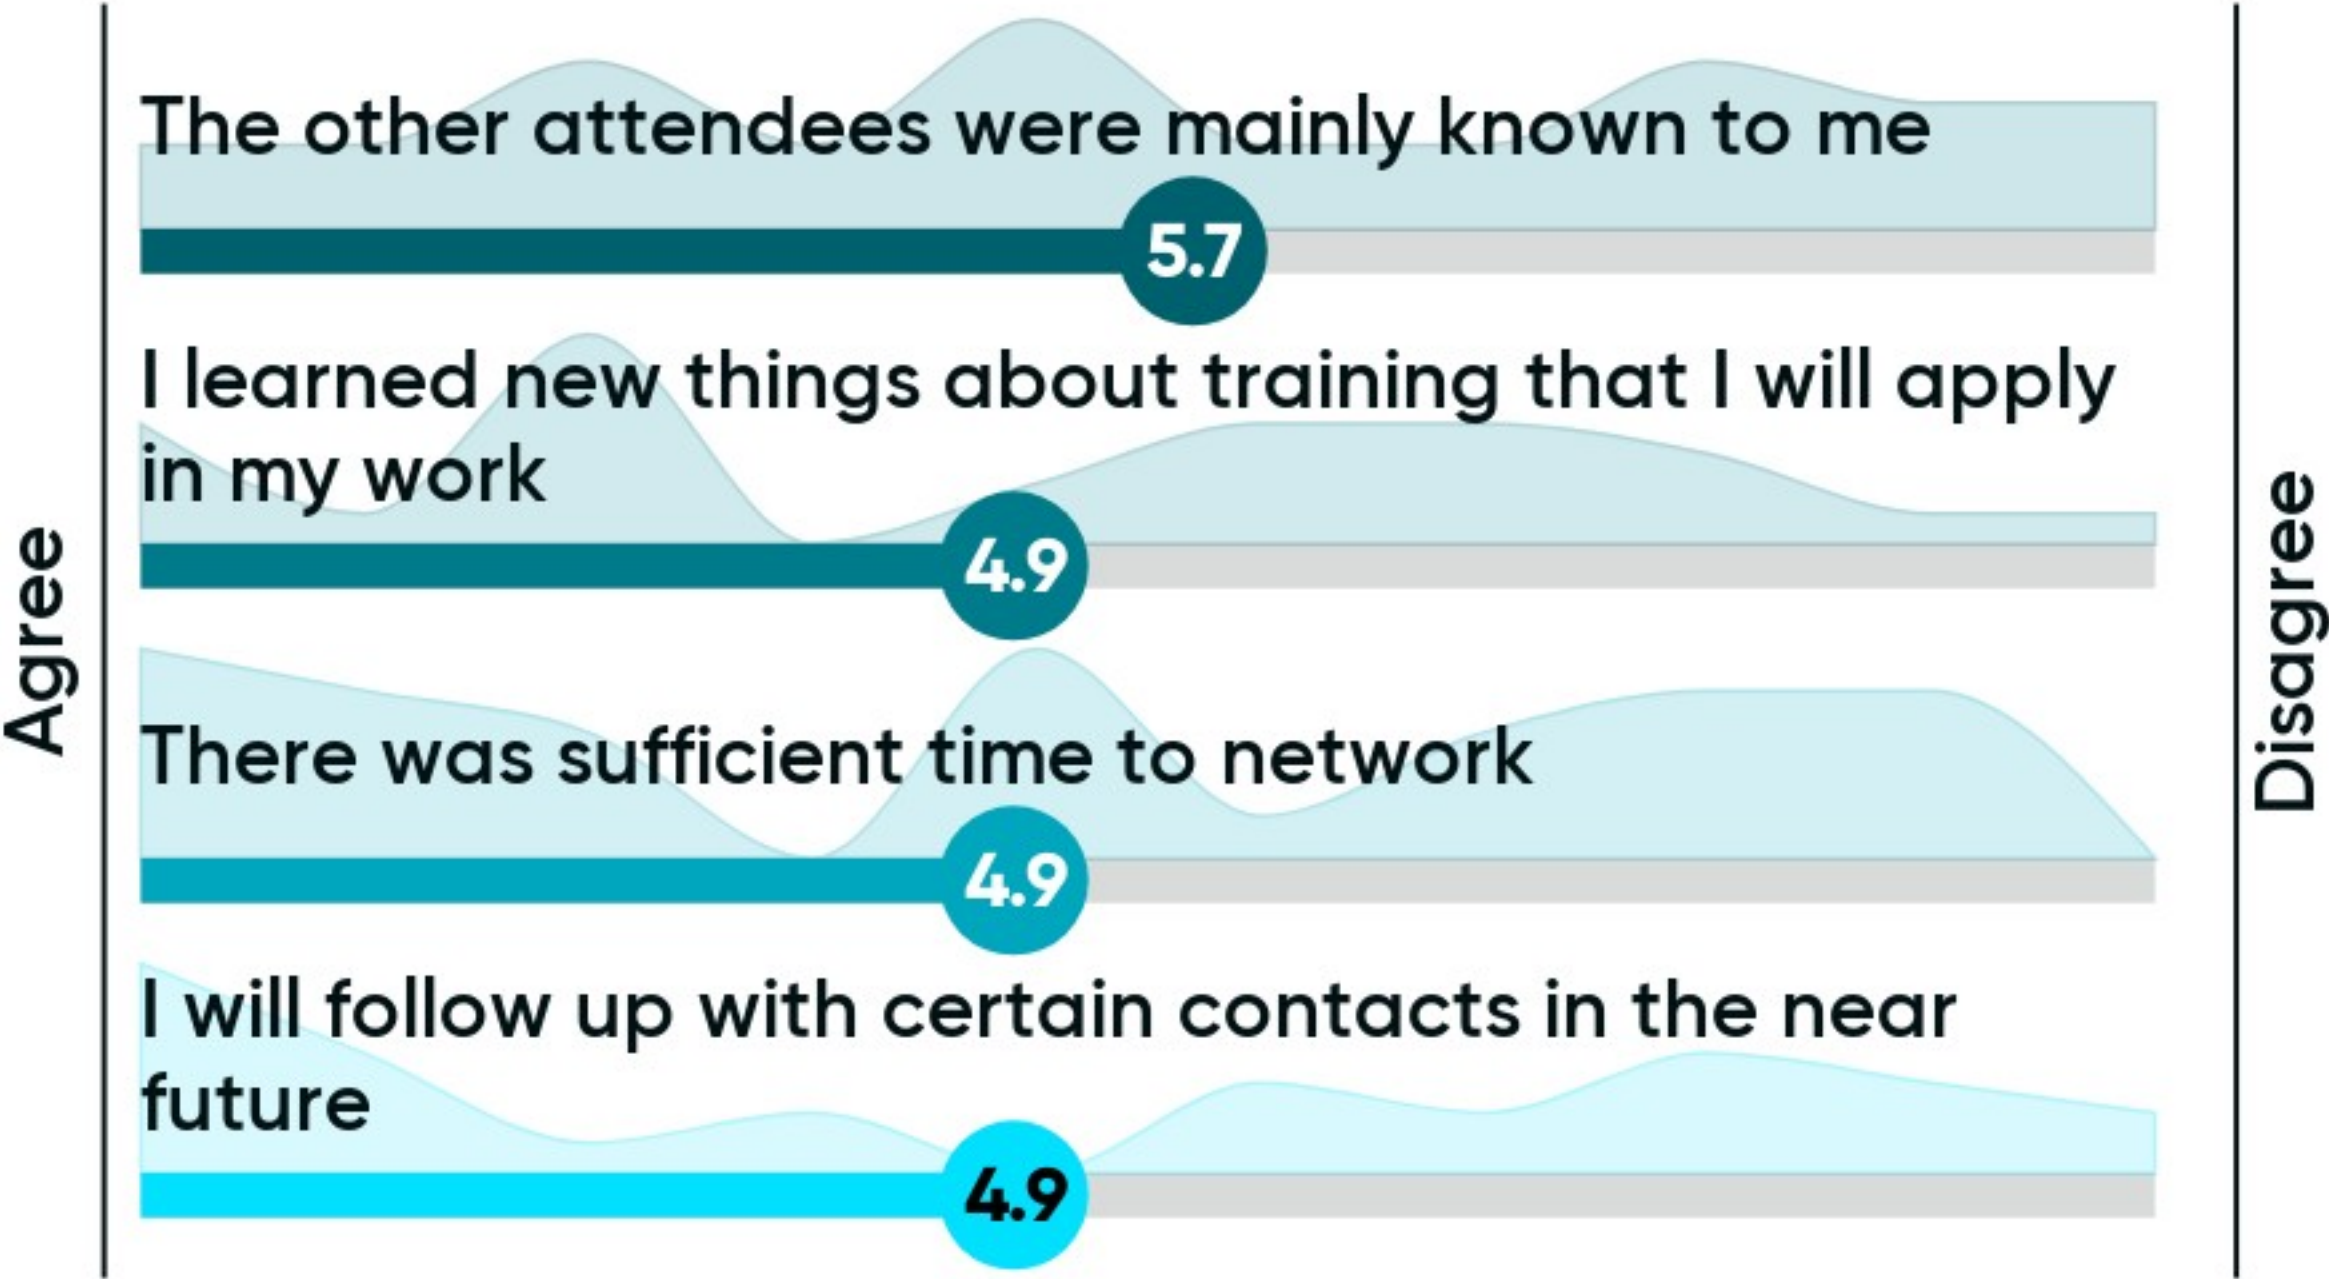 Agree
The other attendees were mainly known to me
5.7
I learned new things about training that I will apply
in my work
4.9
There was sufficient time to network
4.9
I will follow up with certain contacts in the near
future
4.9
Disagree